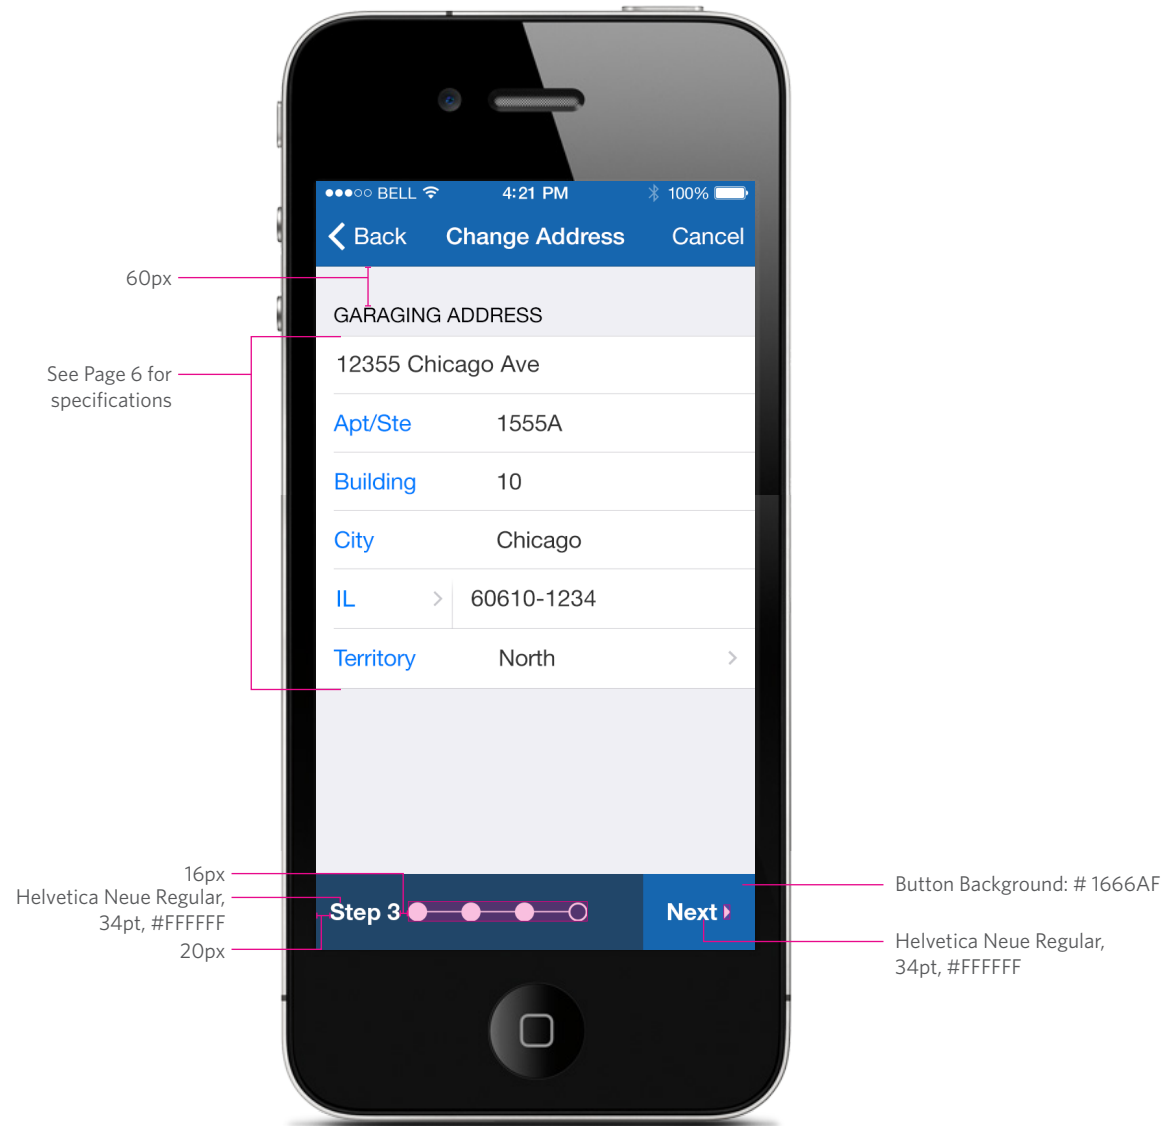 BELL 4:21 PM 100%
Back Change Address Cancel
60px
GARAGING ADDRESS
12355 Chicago Ave
See Page 6 for
specifications
Apt/Ste 1555A
Building 10
City Chicago
IL 60610-1234
Territory North
16px
Helvetica Neue Regular,
34pt, #FFFFFF
20px
Step 3
Next
Button Background: # 1666AF
Helvetica Neue Regular,
34pt, #FFFFFF